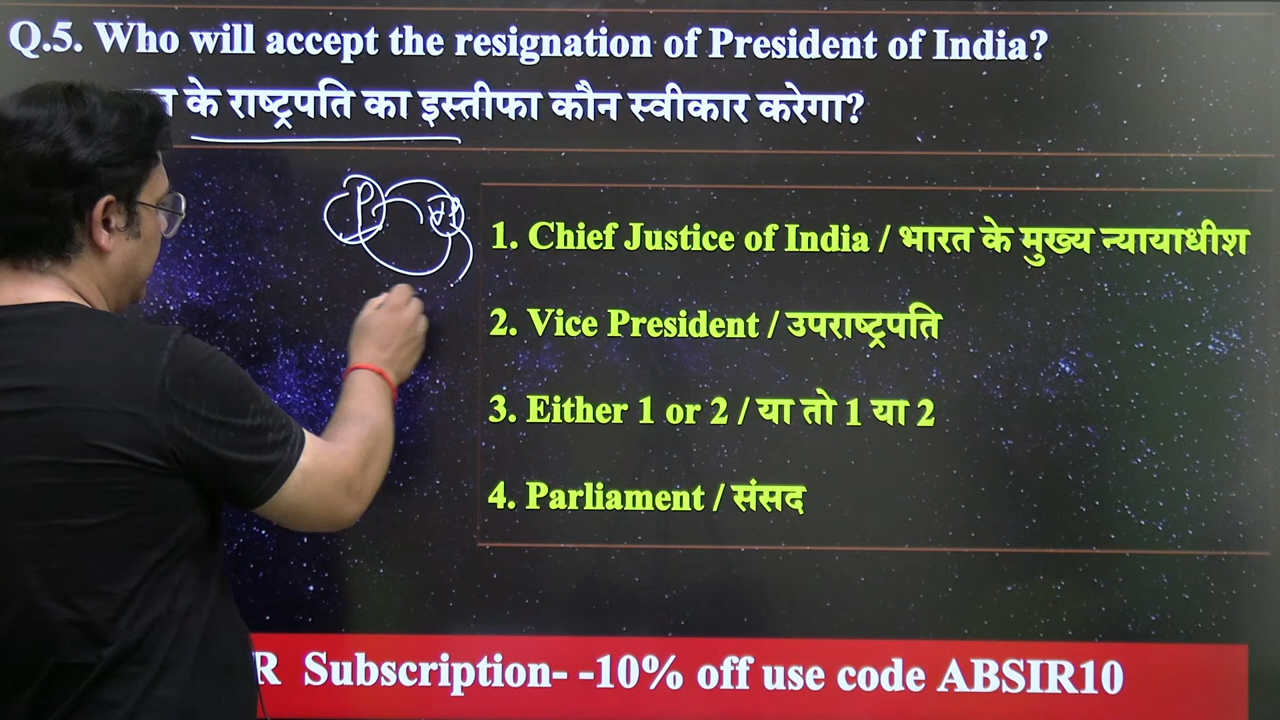 Q.5. Who will accept the resignation of President of India?
के राष्ट्रपति का इस्तीफा कौन स्वीकार करेगा?
P VP
1. Chief Justice of India / भारत के मुख्य न्यायाधीश
2. Vice President / उपराष्ट्रपति
3. Either 1 or 2 / या तो 1 या 2
4. Parliament / संसद
R Subscription- -10% off use code ABSIR10